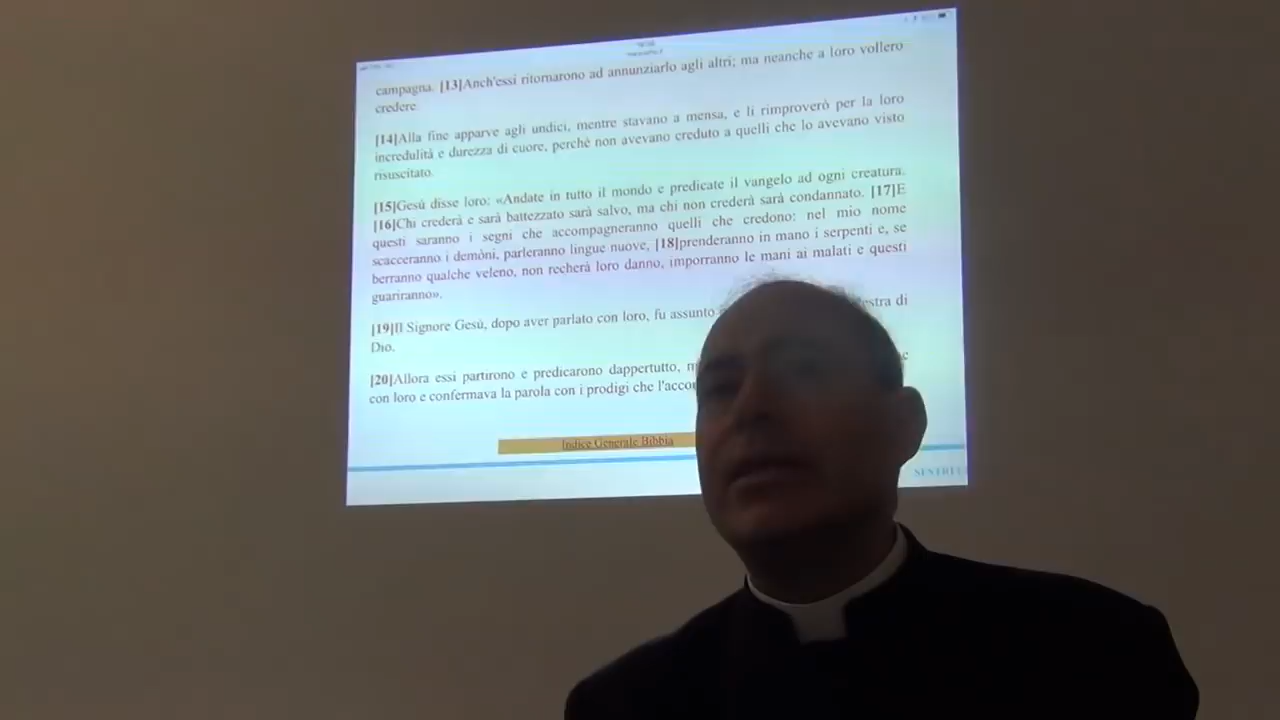 campagna. [13]Anch'essi ritornarono ad annunziarlo agli altri; ma neanche a loro vollero
credere.
[14]Alla fine apparve agli undici, mentre stavano a mensa, e li rimproverò per la loro
incredulità e durezza di cuore, perchè non avevano creduto a quelli che lo avevano visto
risuscitato.
[15]Gesù disse loro: «Andate in tutto il mondo e predicate il vangelo ad ogni creatura.
[16]Chi crederà e sarà battezzato sarà salvo, ma chi non crederà sarà condannato. [17]E
questi saranno i segni che accompagneranno quelli che credono: nel mio nome
scacceranno i demòni, parleranno lingue nuove, [18]prenderanno in mano i serpenti e, se
berranno qualche veleno, non recherà loro danno, imporranno le mani ai malati e questi
guariranno».
[19]Il Signore Gesù, dopo aver parlato con loro, fu assunto estra di
Dio.
[20]Allora essi partirono e predicarono dappertutto,
con loro e confermava la parola con i prodigi che
Indice Generale Bibbia